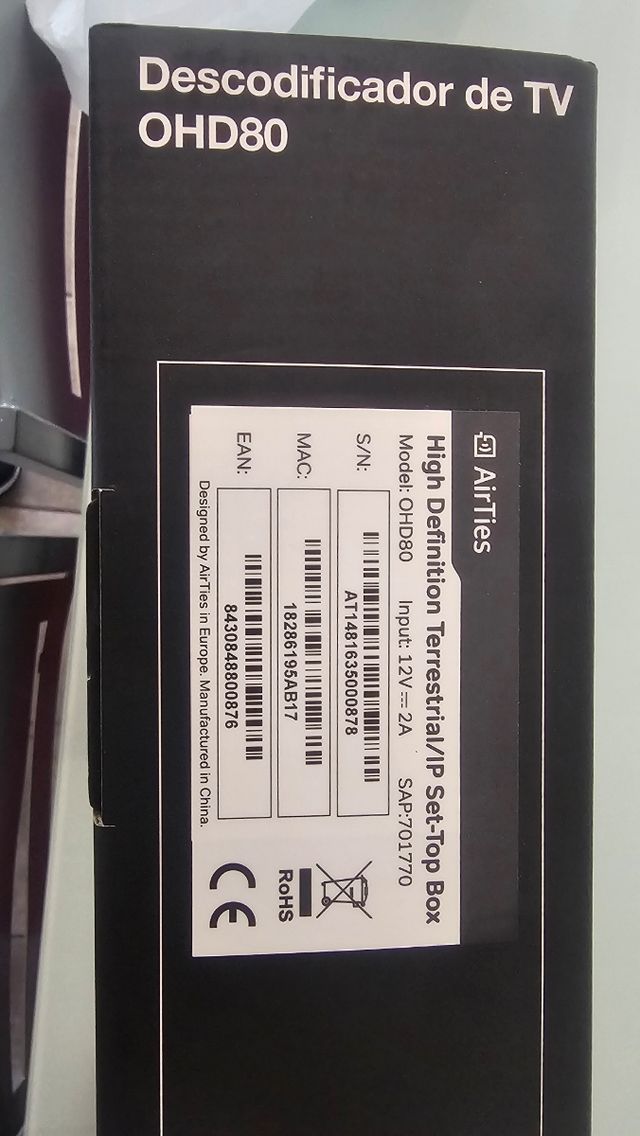 Descodificador de TV
OHD80
AirTies
High Definition Terrestrial/IP Set-Top Box
Model: OHD80 Input: 12V⎓2A SAP:701770
S/N:
AT1481635000878
MAC:
18286195AB17
EAN:
8430848800876
Designed by AirTies in Europe. Manufactured in China.
RoHS
CE